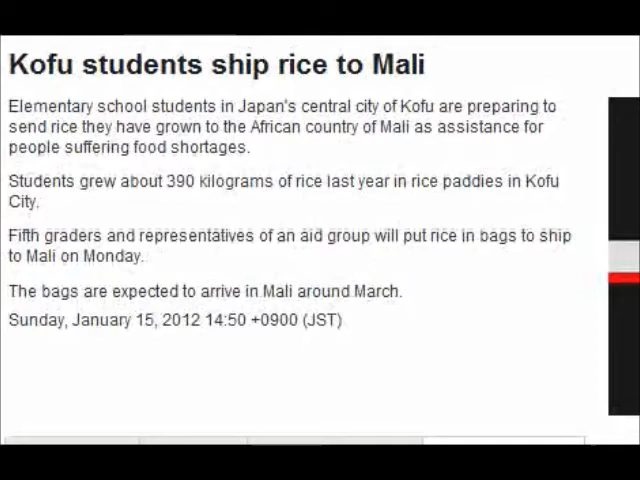 Kofu students ship rice to Mali
Elementary school students in Japan's central city of Kofu are preparing to
send rice they have grown to the African country of Mali as assistance for
people suffering food shortages.
Students grew about 390 kilograms of rice last year in rice paddies in Kofu
City.
Fifth graders and representatives of an aid group will put rice in bags to ship
to Mali on Monday.
The bags are expected to arrive in Mali around March.
Sunday, January 15, 2012 14:50 +0900 (JST)